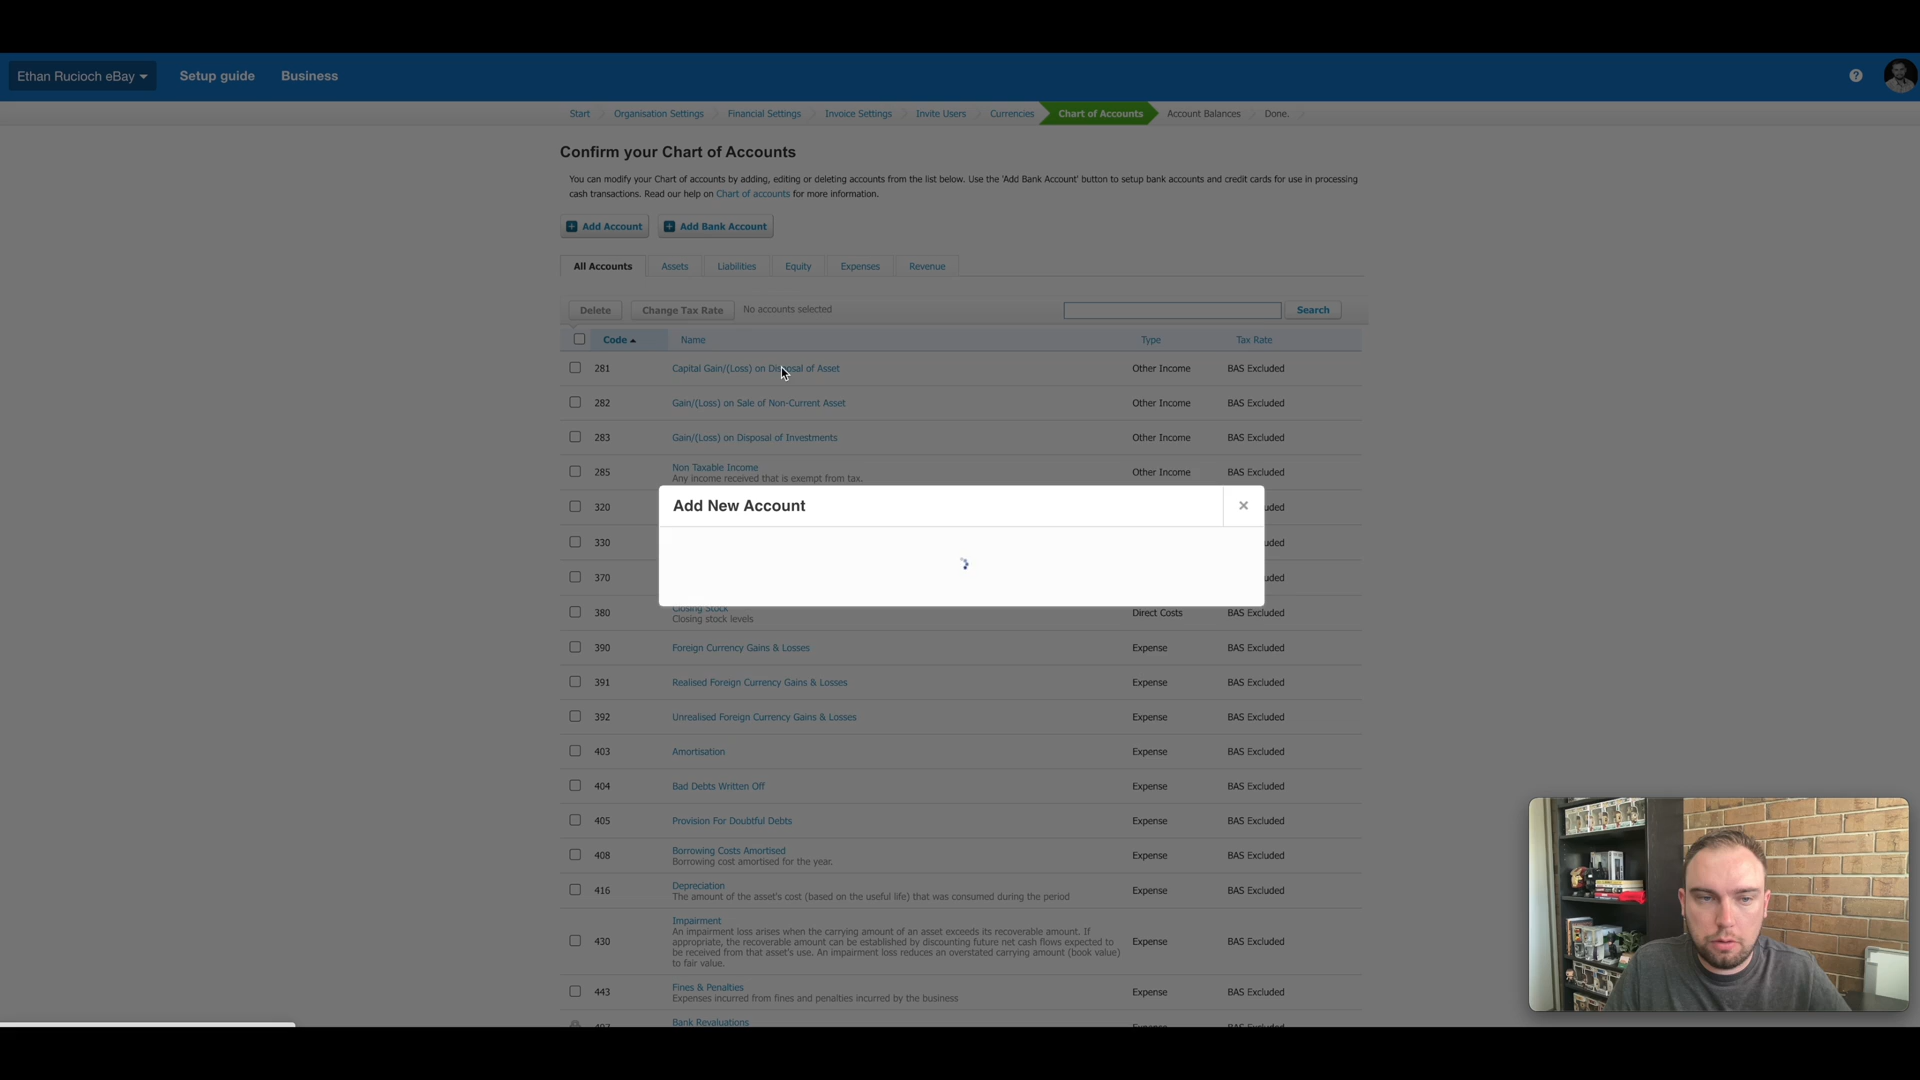 Ethan Rucioch eBay
Setup guide
Business
?
Start
Organisation Settings
Financial Settings
Invoice Settings
Invite Users
Currencies
Chart of Accounts
Account Balances
Done.
Confirm your Chart of Accounts
You can modify your Chart of accounts by adding, editing or deleting accounts from the list below. Use the 'Add Bank Account' button to setup bank accounts and credit cards for use in processing
cash transactions. Read our help on Chart of accounts for more information.
Add Account
Add Bank Account
All Accounts
Assets
Liabilities
Equity
Expenses
Revenue
Delete
Change Tax Rate
No accounts selected
Search
Code
Name
Type
Tax Rate
281 Capital Gain/(Loss) on Disposal of Asset Other Income BAS Excluded
282 Gain/(Loss) on Sale of Non-Current Asset Other Income BAS Excluded
283 Gain/(Loss) on Disposal of Investments Other Income BAS Excluded
285 Non Taxable Income Other Income BAS Excluded
Any income received that is exempt from tax.
Add New Account
320
330
370
380 Closing Stock Direct Costs BAS Excluded
Closing stock levels
390 Foreign Currency Gains & Losses Expense BAS Excluded
391 Realised Foreign Currency Gains & Losses Expense BAS Excluded
392 Unrealised Foreign Currency Gains & Losses Expense BAS Excluded
403 Amortisation Expense BAS Excluded
404 Bad Debts Written Off Expense BAS Excluded
405 Provision For Doubtful Debts Expense BAS Excluded
408 Borrowing Costs Amortised Expense BAS Excluded
Borrowing cost amortised for the year.
416 Depreciation Expense BAS Excluded
The amount of the asset's cost (based on the useful life) that was consumed during the period
430 Impairment Expense BAS Excluded
An impairment loss arises when the carrying amount of an asset exceeds its recoverable amount. If
appropriate, the recoverable amount can be established by discounting future net cash flows expected to
be received from that asset's use. An impairment loss reduces an overstated carrying amount (book value)
to fair value.
443 Fines & Penalties Expense BAS Excluded
Expenses incurred from fines and penalties incurred by the business
Bank Revaluations